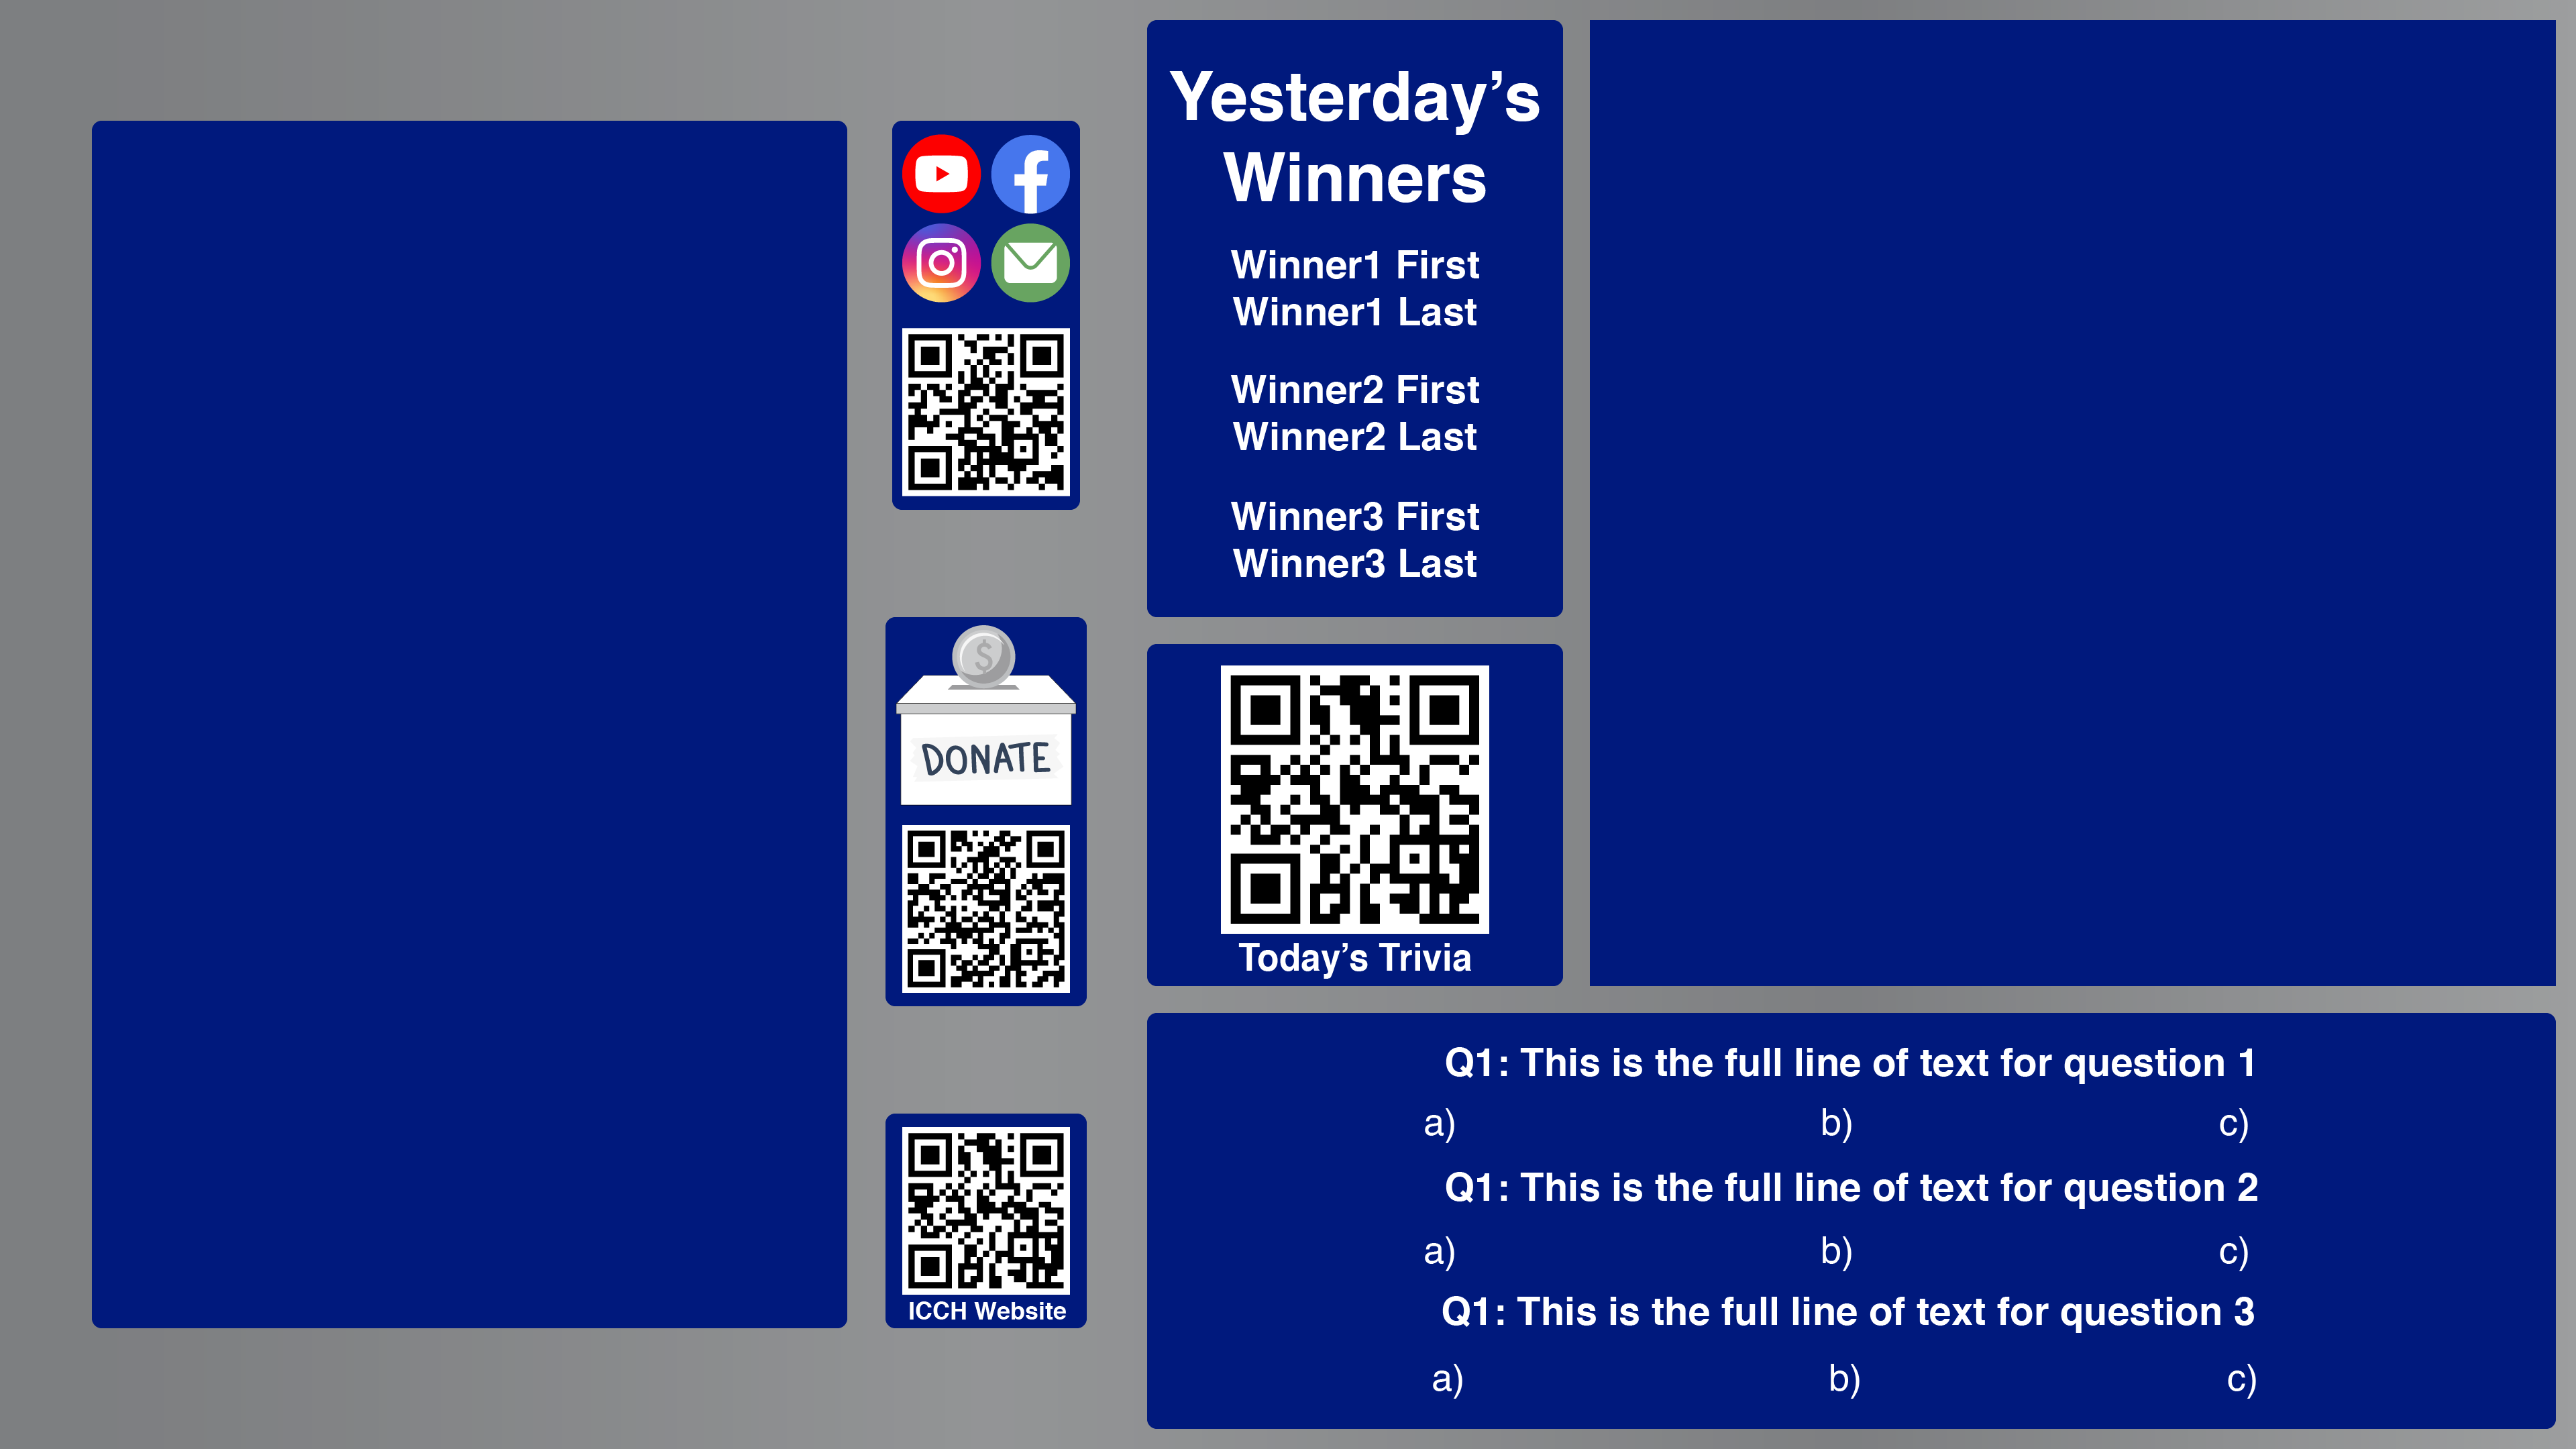 DONATE
ICCH Website
Yesterday’s
Winners
Winner1 First
Winner1 Last
Winner2 First
Winner2 Last
Winner3 First
Winner3 Last
Today’s Trivia
Q1: This is the full line of text for question 1
a) b) c)
Q1: This is the full line of text for question 2
a) b) c)
Q1: This is the full line of text for question 3
a) b) c)